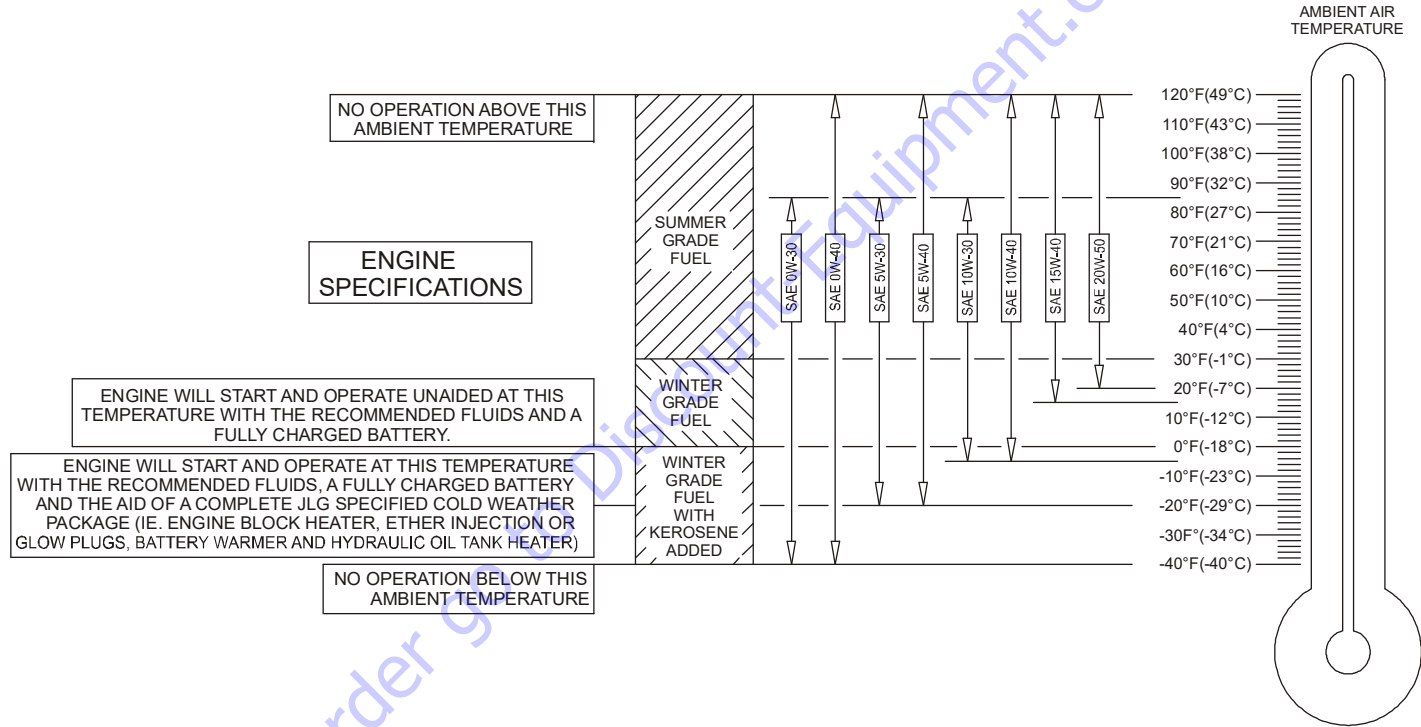 AMBIENT AIR
TEMPERATURE
NO OPERATION ABOVE THIS
AMBIENT TEMPERATURE
120°F(49°C)
110°F(43°C)
100°F(38°C)
90°F(32°C)
80°F(27°C)
70°F(21°C)
60°F(16°C)
50°F(10°C)
40°F(4°C)
30°F(-1°C)
20°F(-7°C)
10°F(-12°C)
0°F(-18°C)
-10°F(-23°C)
-20°F(-29°C)
-30F°(-34°C)
-40°F(-40°C)
ENGINE
SPECIFICATIONS
SUMMER
GRADE
FUEL
SAE 0W-30
SAE 0W-40
SAE 5W-30
SAE 5W-40
SAE 10W-30
SAE 10W-40
SAE 15W-40
SAE 20W-50
WINTER
GRADE
FUEL
ENGINE WILL START AND OPERATE UNAIDED AT THIS
TEMPERATURE WITH THE RECOMMENDED FLUIDS AND A
FULLY CHARGED BATTERY.
WINTER
GRADE
FUEL
WITH
KEROSENE
ADDED
ENGINE WILL START AND OPERATE AT THIS TEMPERATURE
WITH THE RECOMMENDED FLUIDS, A FULLY CHARGED BATTERY
AND THE AID OF A COMPLETE JLG SPECIFIED COLD WEATHER
PACKAGE (IE. ENGINE BLOCK HEATER, ETHER INJECTION OR
GLOW PLUGS, BATTERY WARMER AND HYDRAULIC OIL TANK HEATER)
NO OPERATION BELOW THIS
AMBIENT TEMPERATURE
order go to Discount-Equipment.c